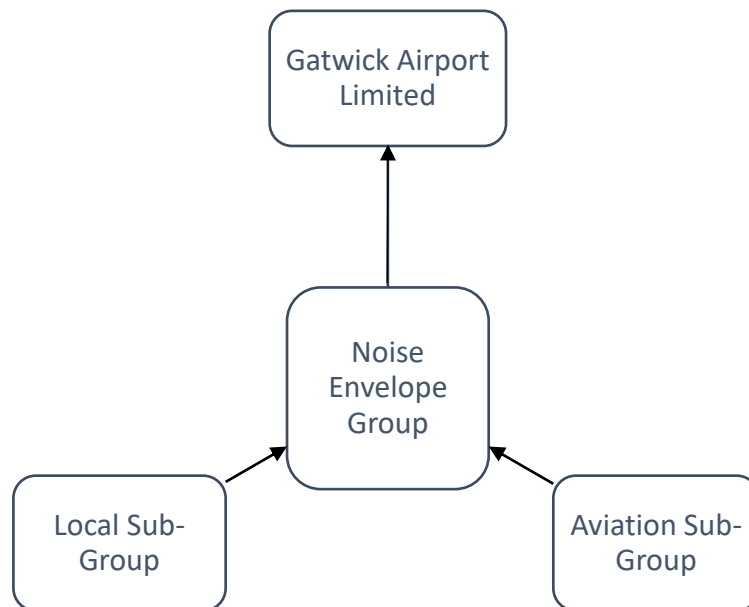 Gatwick Airport
Limited
Noise
Envelope
Group
Local Sub-
Group
Aviation Sub-
Group